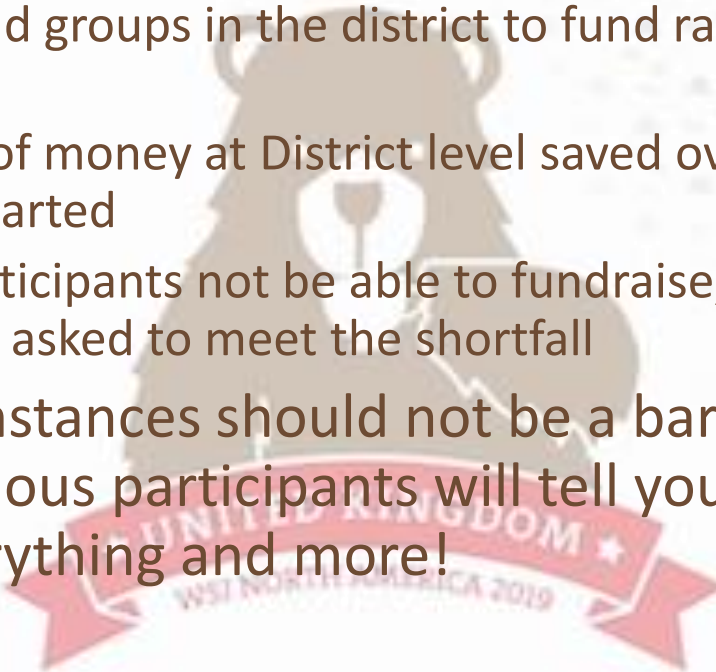 d groups in the district to fund ra
of money at District level saved ov
arted
ticipants not be able to fundraise,
asked to meet the shortfall
nstances should not be a bar
ous participants will tell you
rything and more!
UNITED KINGDOM
WSJ NORTH AMERICA 2019